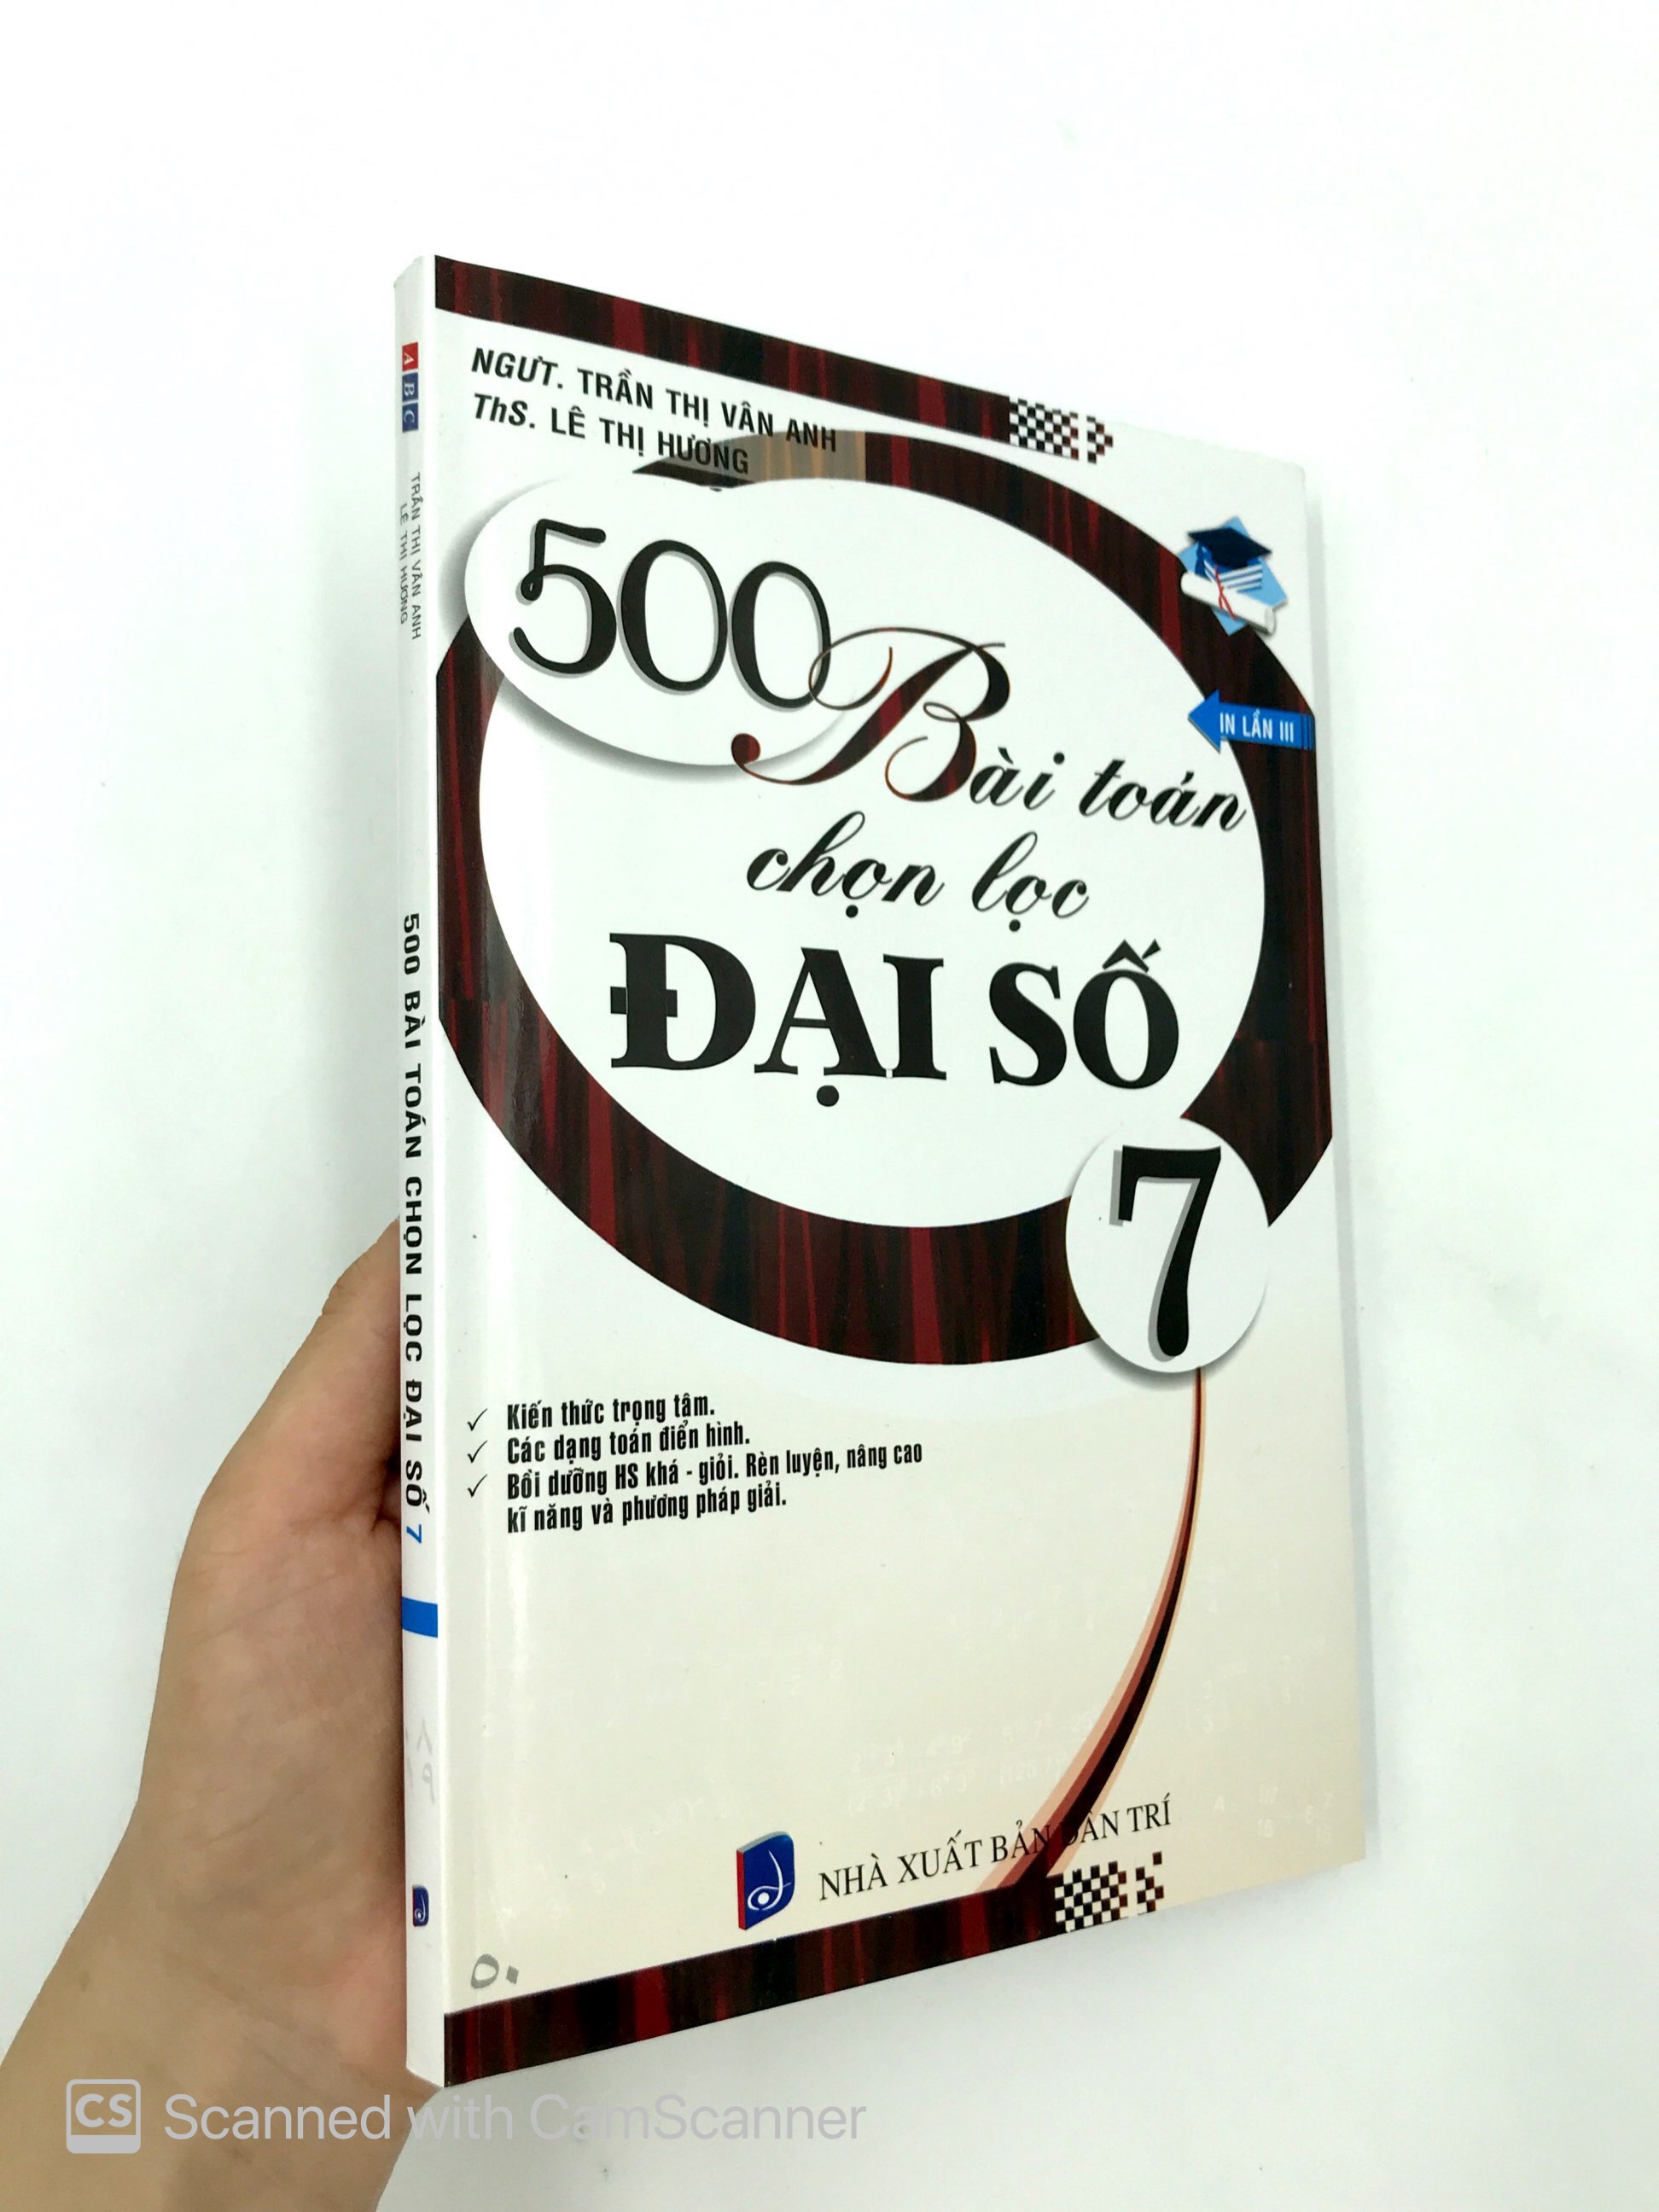 NGƯT. TRẦN THỊ VÂN ANH
ThS. LÊ THỊ HƯƠNG
500 Bài toán
chọn lọc
ĐẠI SỐ
7
IN LẦN III
✓ Kiến thức trọng tâm.
✓ Các dạng toán điển hình.
✓ Bồi dưỡng HS khá - giỏi. Rèn luyện, nâng cao
kĩ năng và phương pháp giải.
NHÀ XUẤT BẢN DÂN TRÍ
A B C
TRẦN THỊ VÂN ANH
LÊ THỊ HƯƠNG
500 BÀI TOÁN CHỌN LỌC ĐẠI SỐ 7
CS Scanned with CamScanner